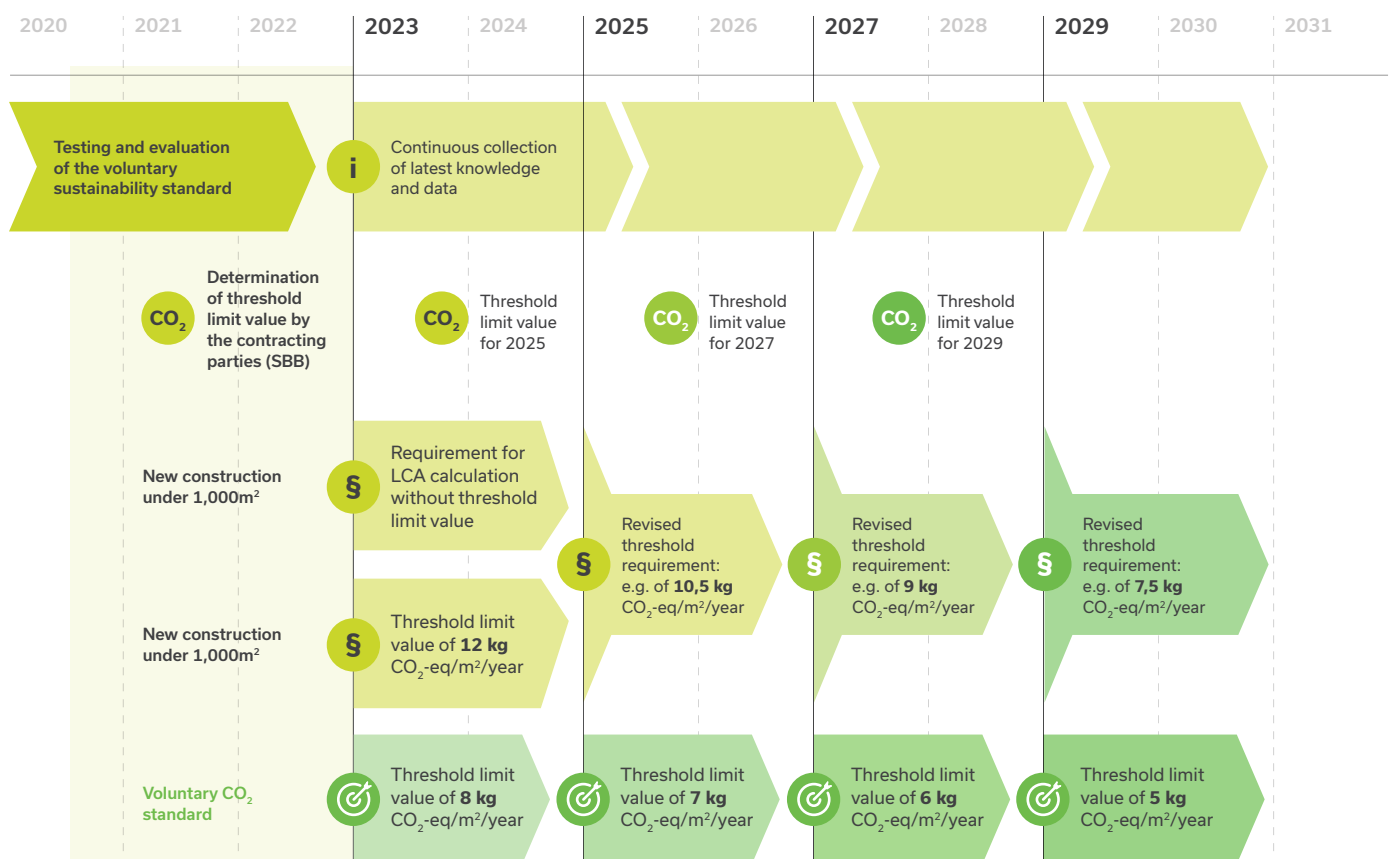 2020
2021
2022
2023
2024
2025
2026
2027
2028
2029
2030
2031
Testing and evaluation
of the voluntary
sustainability standard
i
Continuous collection
of latest knowledge
and data
CO₂
Determination
of threshold
limit value by
the contracting
parties (SBB)
CO₂
Threshold
limit value
for 2025
CO₂
Threshold
limit value
for 2027
CO₂
Threshold
limit value
for 2029
New construction
under 1,000m²
§
Requirement for
LCA calculation
without threshold
limit value
New construction
under 1,000m²
§
Threshold limit
value of 12 kg
CO₂-eq/m²/year
§
Revised
threshold
requirement:
e.g. of 10,5 kg
CO₂-eq/m²/year
§
Revised
threshold
requirement:
e.g. of 9 kg
CO₂-eq/m²/year
§
Revised
threshold
requirement:
e.g. of 7,5 kg
CO₂-eq/m²/year
Voluntary CO₂
standard
Threshold limit
value of 8 kg
CO₂-eq/m²/year
Threshold limit
value of 7 kg
CO₂-eq/m²/year
Threshold limit
value of 6 kg
CO₂-eq/m²/year
Threshold limit
value of 5 kg
CO₂-eq/m²/year